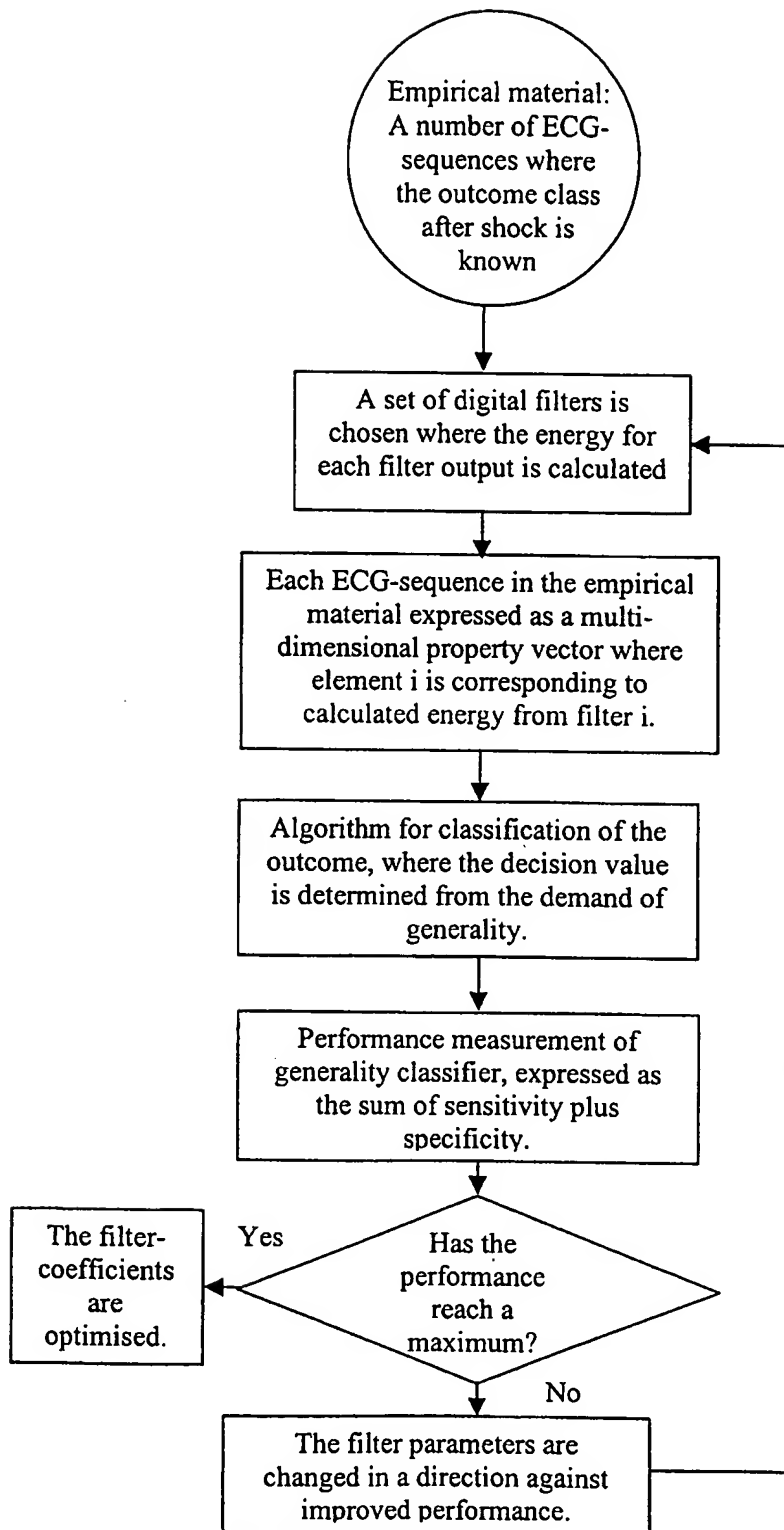 Empirical material:
A number of ECG-
sequences where
the outcome class
after shock is
known
A set of digital filters is
chosen where the energy for
each filter output is calculated
Each ECG-sequence in the empirical
material expressed as a multi-
dimensional property vector where
element i is corresponding to
calculated energy from filter i.
Algorithm for classification of the
outcome, where the decision value
is determined from the demand of
generality.
Performance measurement of
generality classifier, expressed as
the sum of sensitivity plus
specificity.
Has the
performance
reach a
maximum?
Yes
The filter-
coefficients
are
optimised.
No
The filter parameters are
changed in a direction against
improved performance.